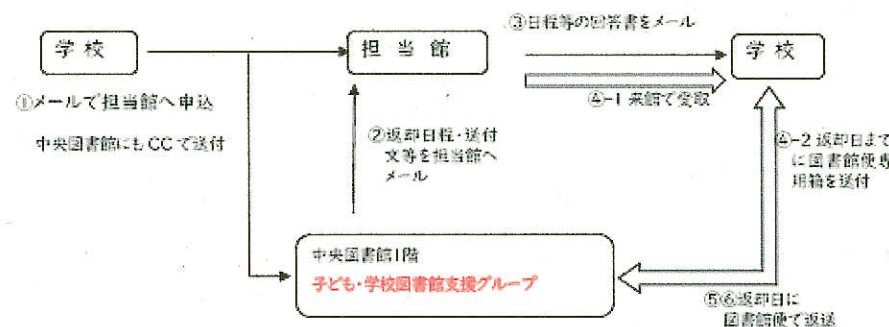 学校
担当館
③日程等の回答書をメール
学校
①メールで担当館へ申込
④-1 来館で受取
中央図書館にもCCで送付
②返却日程・送付
文等を担当館へ
メール
④-2 返却日まで
に図書館便専
用箱を送付
中央図書館1階
子ども・学校図書館支援グループ
⑤⑥返却日に
図書館便で返送